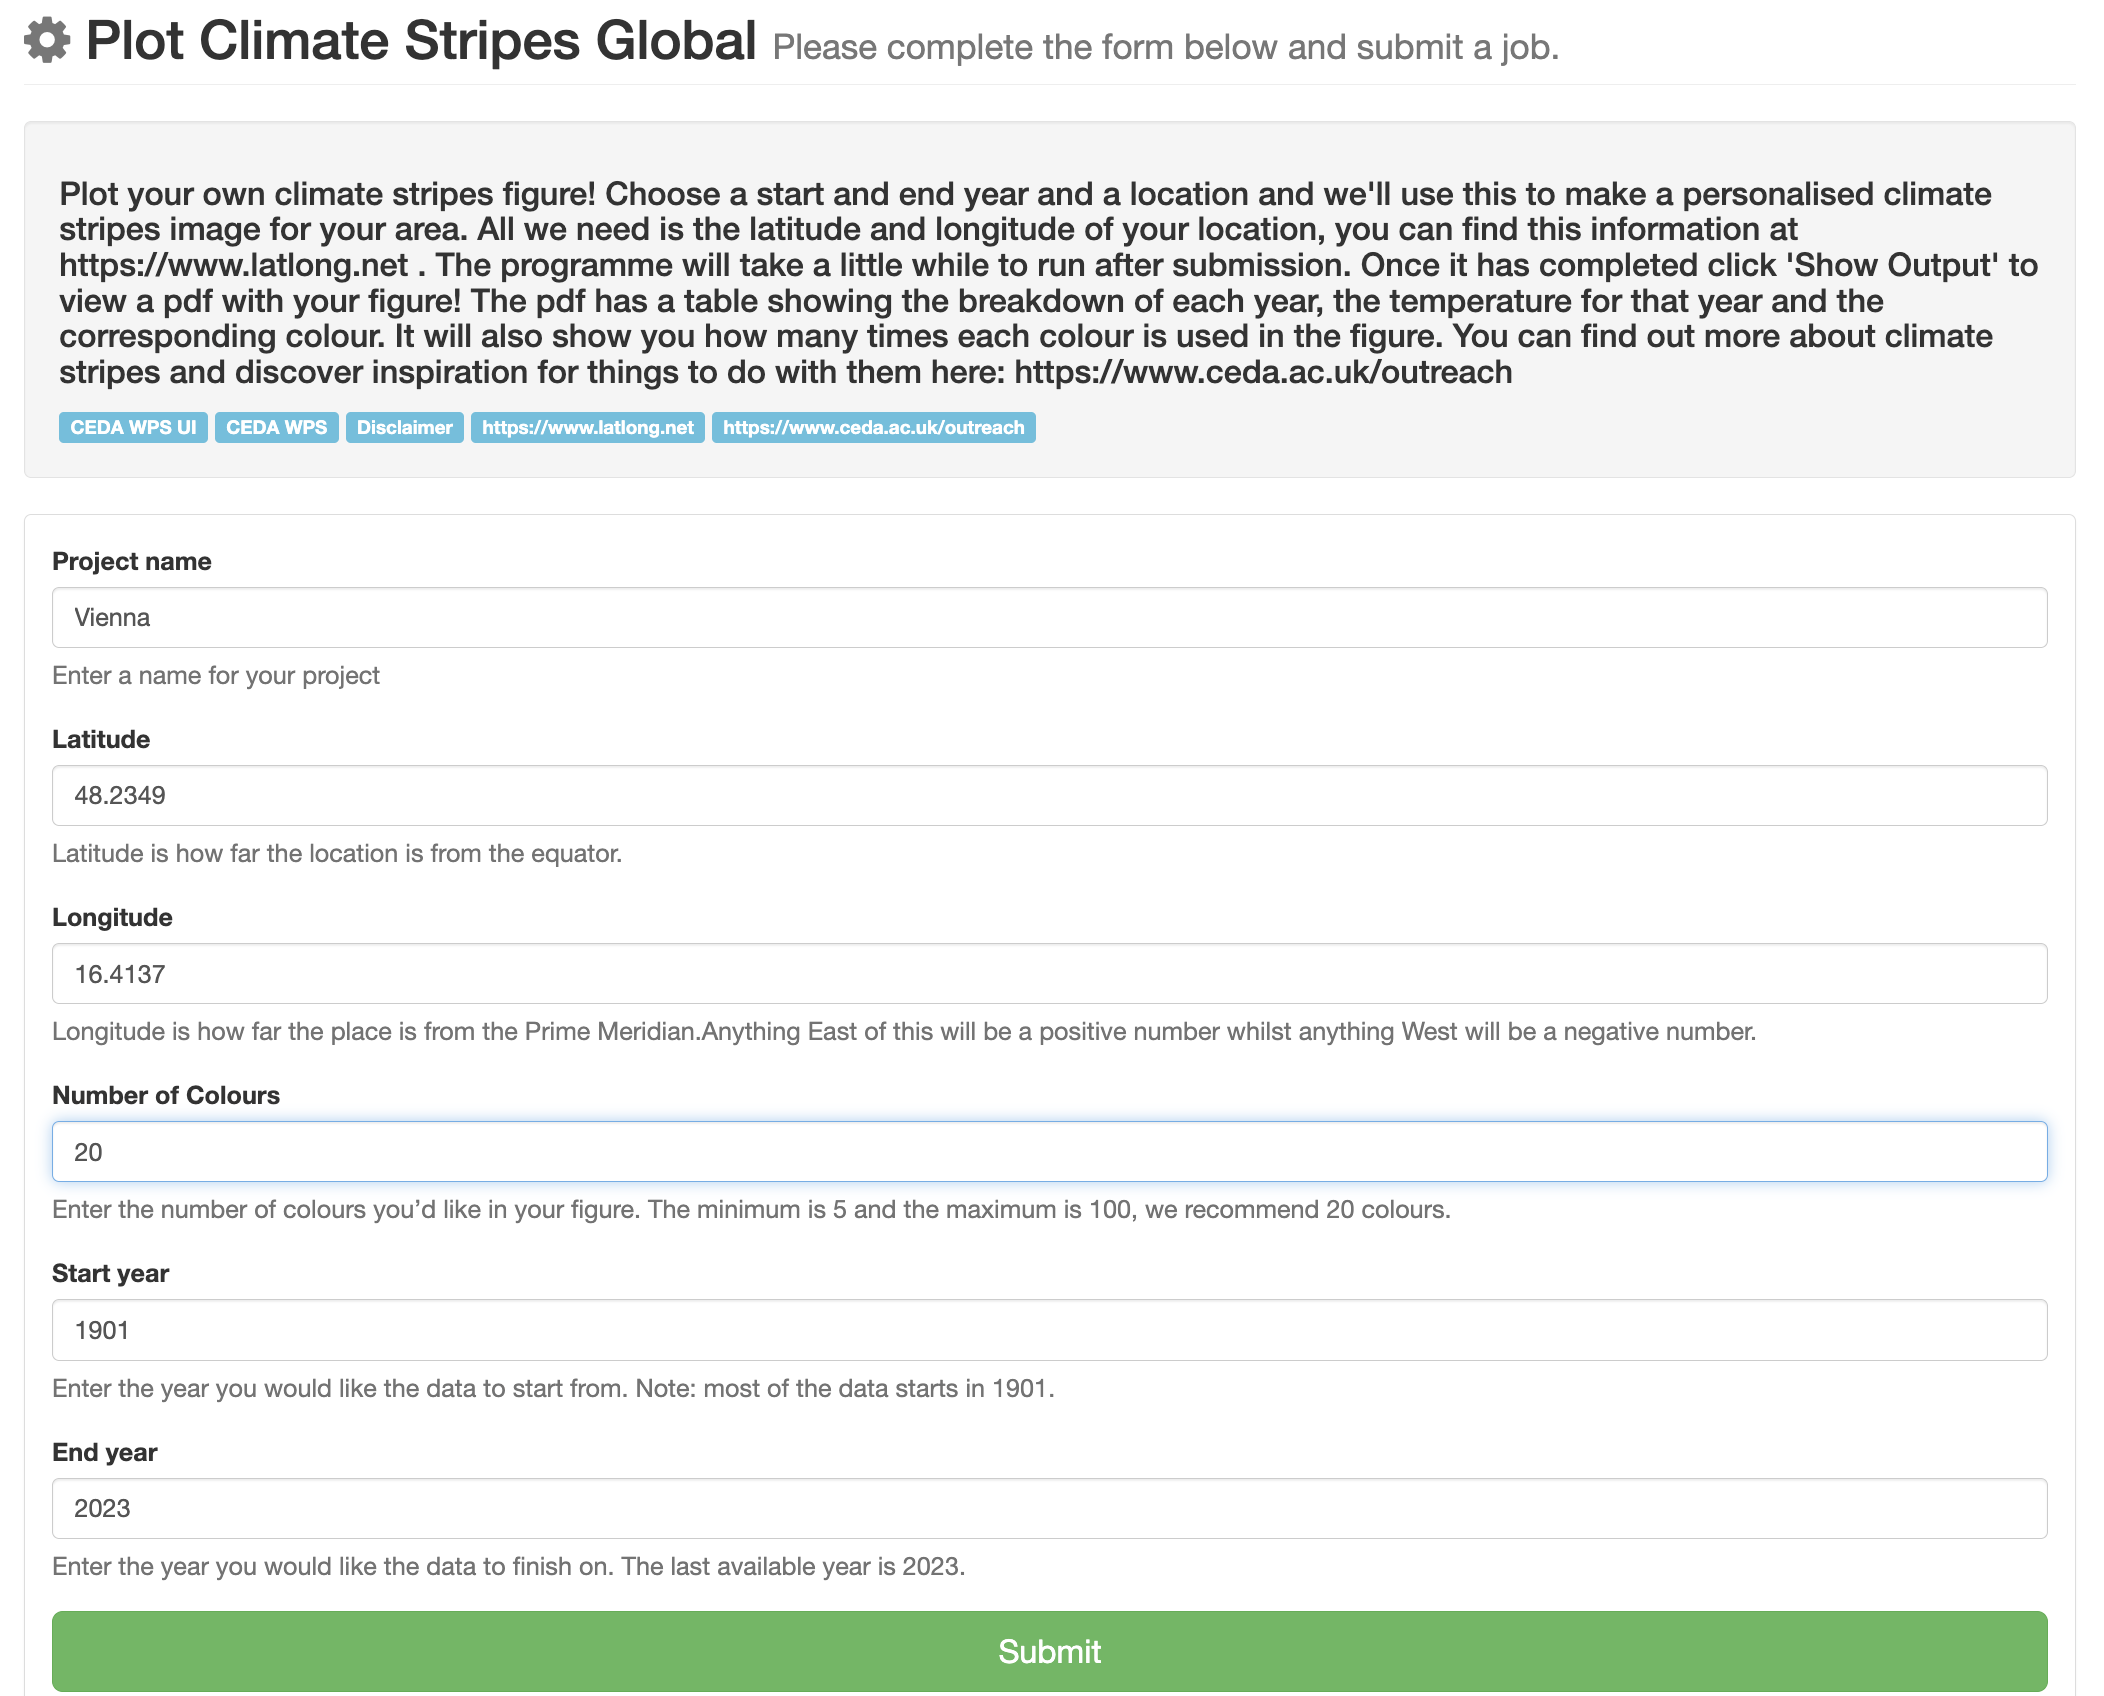 Plot Climate Stripes Global Please complete the form below and submit a job.
Plot your own climate stripes figure! Choose a start and end year and a location and we'll use this to make a personalised climate
stripes image for your area. All we need is the latitude and longitude of your location, you can find this information at
https://www.latlong.net . The programme will take a little while to run after submission. Once it has completed click 'Show Output' to
view a pdf with your figure! The pdf has a table showing the breakdown of each year, the temperature for that year and the
corresponding colour. It will also show you how many times each colour is used in the figure. You can find out more about climate
stripes and discover inspiration for things to do with them here: https://www.ceda.ac.uk/outreach
CEDA WPS UI CEDA WPS Disclaimer https://www.latlong.net https://www.ceda.ac.uk/outreach
Project name
Vienna
Enter a name for your project
Latitude
48.2349
Latitude is how far the location is from the equator.
Longitude
16.4137
Longitude is how far the place is from the Prime Meridian.Anything East of this will be a positive number whilst anything West will be a negative number.
Number of Colours
20
Enter the number of colours you’d like in your figure. The minimum is 5 and the maximum is 100, we recommend 20 colours.
Start year
1901
Enter the year you would like the data to start from. Note: most of the data starts in 1901.
End year
2023
Enter the year you would like the data to finish on. The last available year is 2023.
Submit